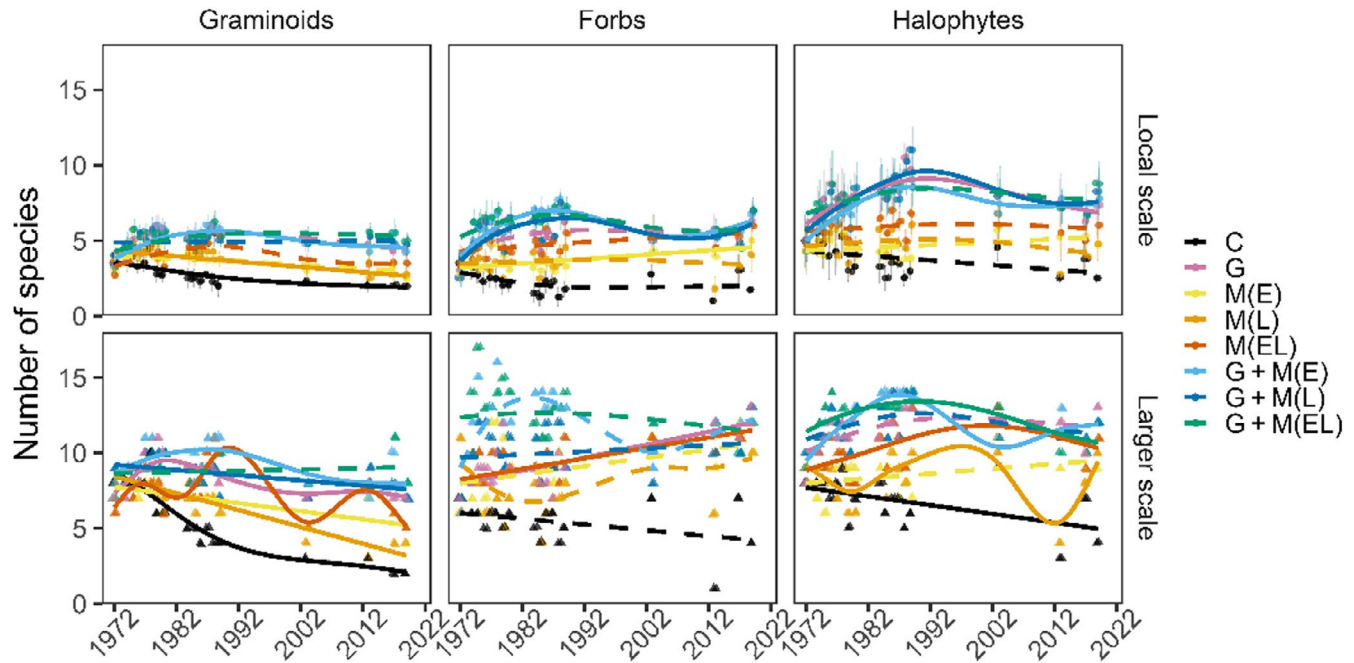 Graminoids Forbs Halophytes
Number of species
15
10
5
0
Local scale
15
10
5
0
Larger scale
1972 1982 1992 2002 2012 2022
1972 1982 1992 2002 2012 2022
1972 1982 1992 2002 2012 2022
C
G
M(E)
M(L)
M(EL)
G + M(E)
G + M(L)
G + M(EL)